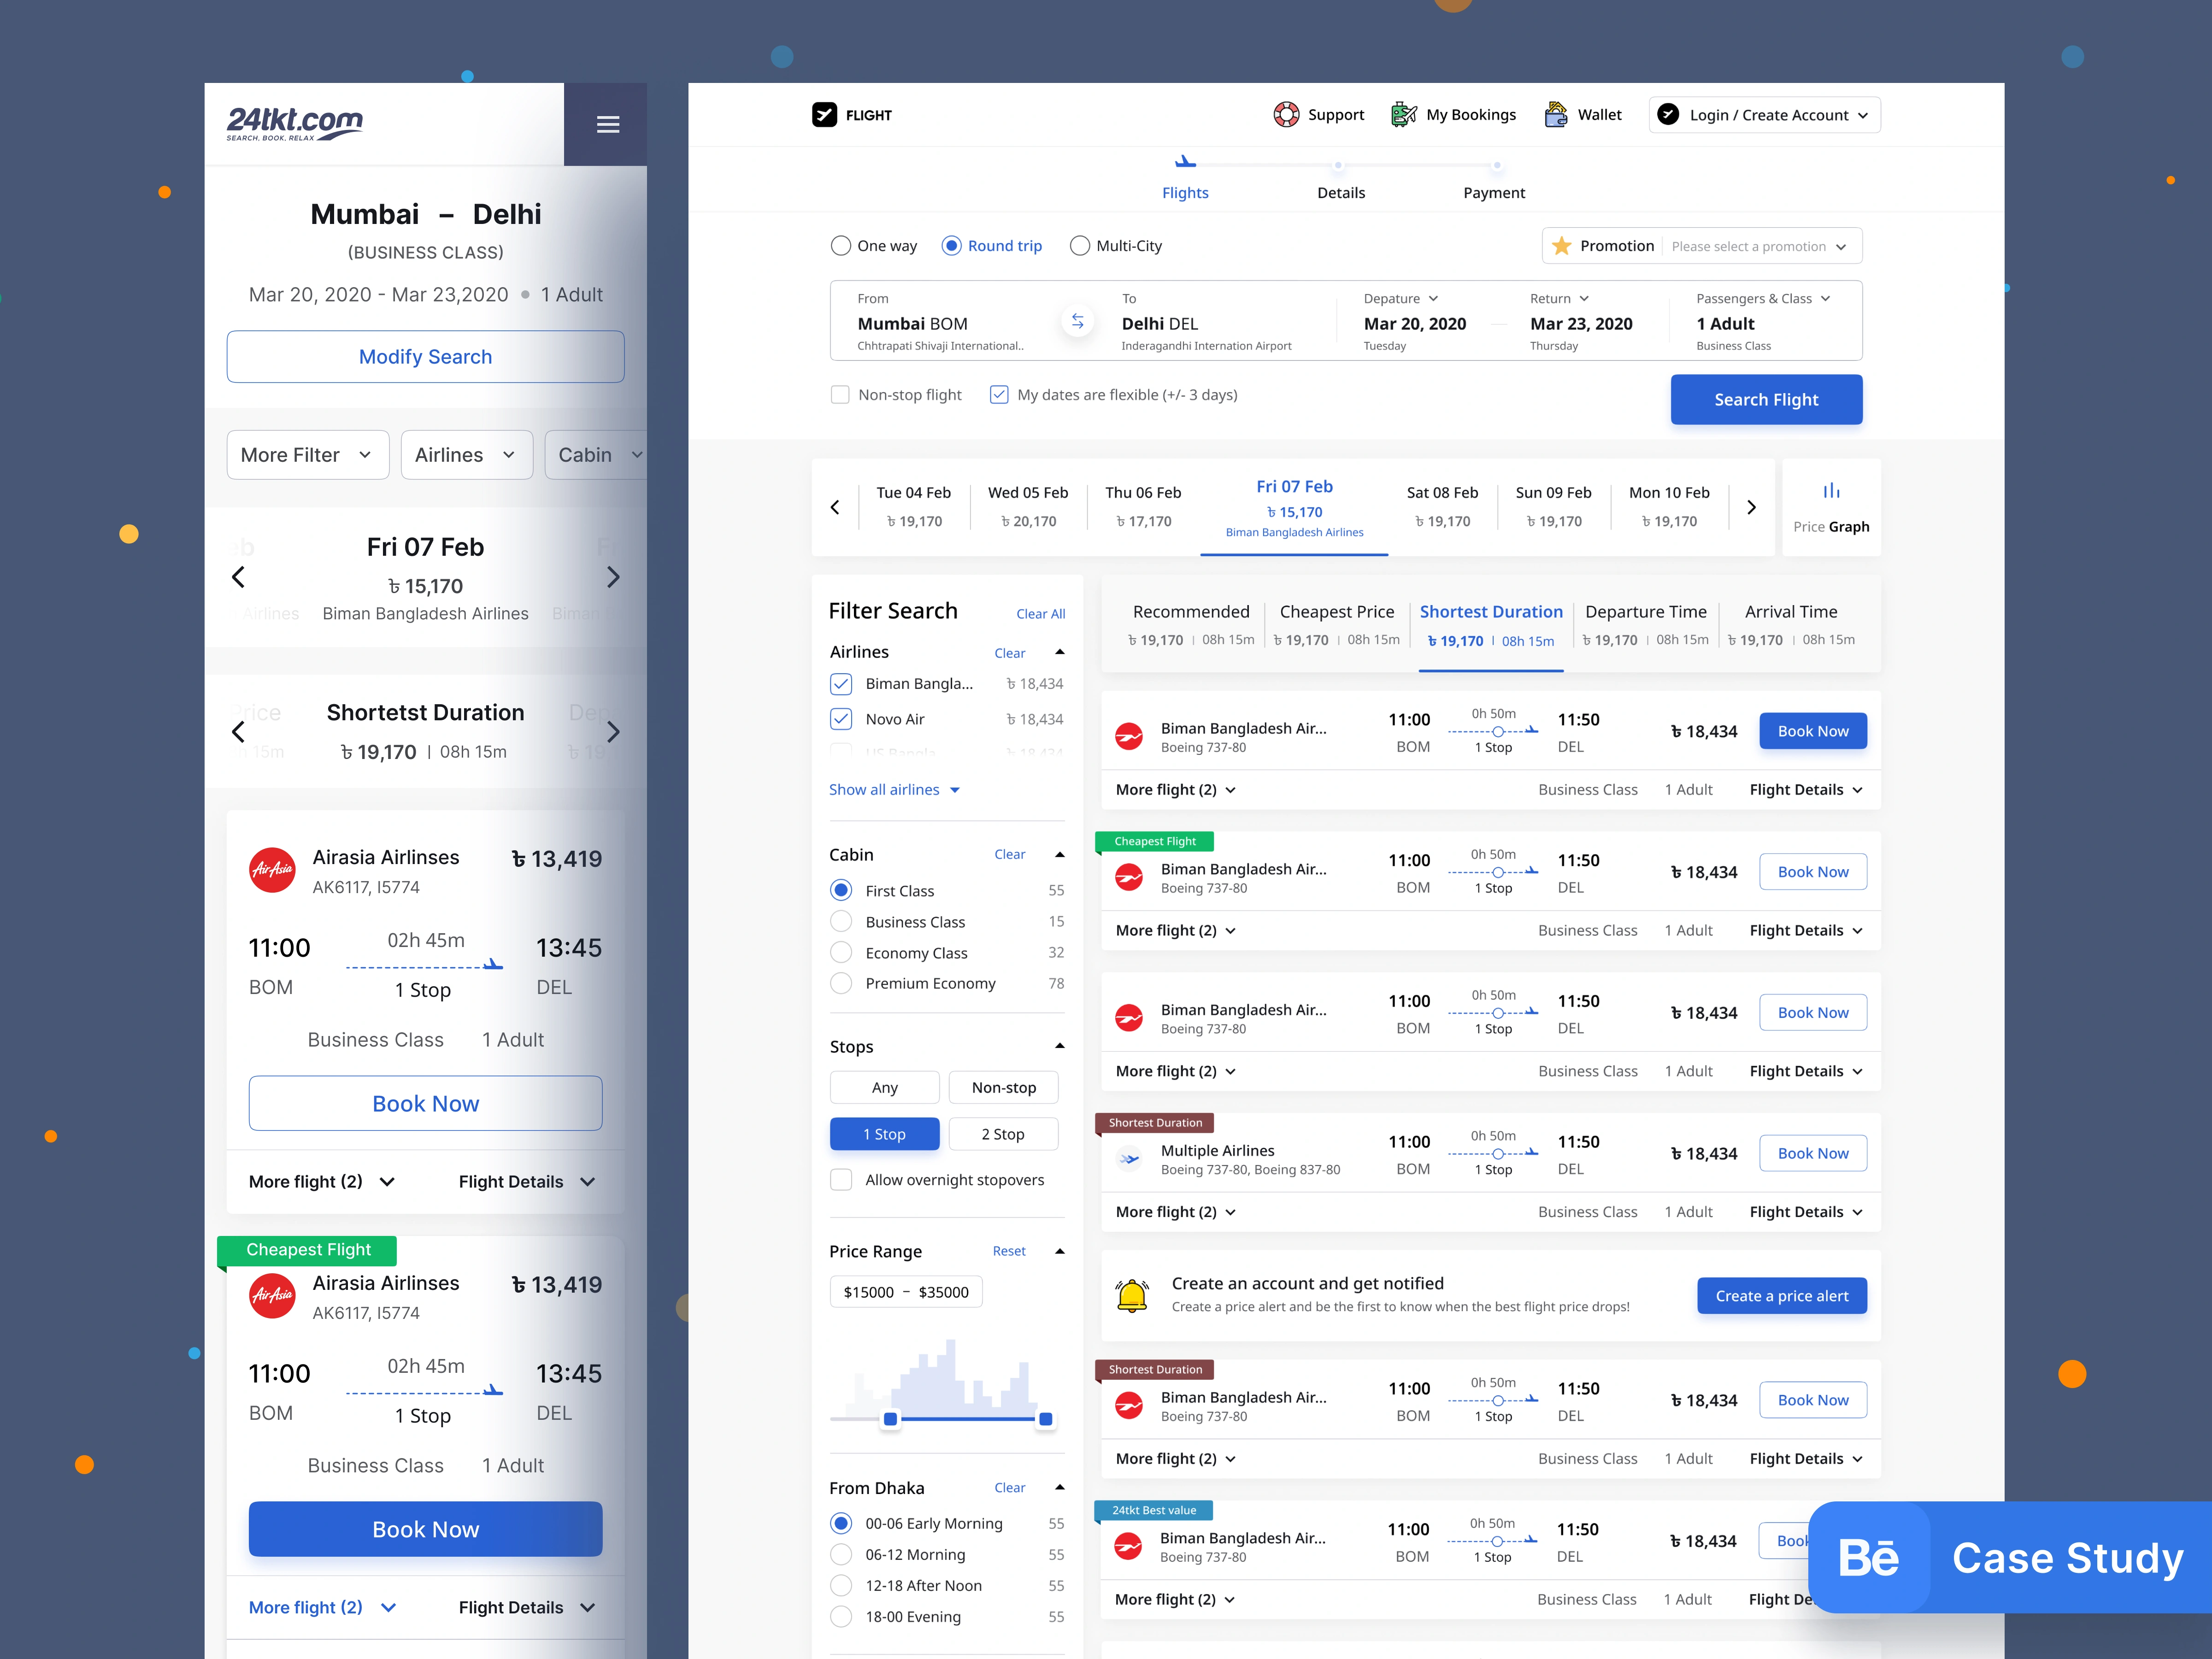 24tkt.com
SEARCH. BOOK. RELAX
Mumbai – Delhi
(BUSINESS CLASS)
Mar 20, 2020 - Mar 23,2020 • 1 Adult
Modify Search
More Filter
Airlines
Cabin
Fri 07 Feb
৳ 15,170
Airlines
Biman Bangladesh Airlines
Shortetst Duration
৳ 19,170 | 08h 15m
Airasia Airlinses
৳ 13,419
AirAsia
AK6117, I5774
11:00
02h 45m
13:45
BOM
1 Stop
DEL
Business Class
1 Adult
Book Now
More flight (2)
Flight Details
Cheapest Flight
Airasia Airlinses
৳ 13,419
AirAsia
AK6117, I5774
11:00
02h 45m
13:45
BOM
1 Stop
DEL
Business Class
1 Adult
Book Now
More flight (2)
Flight Details
FLIGHT
Support
My Bookings
Wallet
Login / Create Account
Flights
Details
Payment
One way
Round trip
Multi-City
Promotion
Please select a promotion
From
To
Depature
Return
Passengers & Class
Mumbai BOM
Delhi DEL
Mar 20, 2020
Mar 23, 2020
1 Adult
Chhtrapati Shivaji International..
Inderagandhi Internation Airport
Tuesday
Thursday
Business Class
Non-stop flight
My dates are flexible (+/- 3 days)
Search Flight
Tue 04 Feb
৳ 19,170
Wed 05 Feb
৳ 20,170
Thu 06 Feb
৳ 17,170
Fri 07 Feb
৳ 15,170
Biman Bangladesh Airlines
Sat 08 Feb
৳ 19,170
Sun 09 Feb
৳ 19,170
Mon 10 Feb
৳ 19,170
Price Graph
Filter Search
Clear All
Airlines
Clear
Biman Bangla...
৳ 18,434
Novo Air
৳ 18,434
US Bangla
৳ 18,434
Show all airlines
Cabin
Clear
First Class
55
Business Class
15
Economy Class
32
Premium Economy
78
Stops
Any
Non-stop
1 Stop
2 Stop
Allow overnight stopovers
Price Range
Reset
$15000 – $35000
From Dhaka
Clear
00-06 Early Morning
55
06-12 Morning
55
12-18 After Noon
55
18-00 Evening
55
Recommended
৳ 19,170 | 08h 15m
Cheapest Price
৳ 19,170 | 08h 15m
Shortest Duration
৳ 19,170 | 08h 15m
Departure Time
৳ 19,170 | 08h 15m
Arrival Time
৳ 19,170 | 08h 15m
Biman Bangladesh Air...
Boeing 737-80
11:00
BOM
0h 50m
1 Stop
11:50
DEL
৳ 18,434
Book Now
More flight (2)
Business Class
1 Adult
Flight Details
Cheapest Flight
Biman Bangladesh Air...
Boeing 737-80
11:00
BOM
0h 50m
1 Stop
11:50
DEL
৳ 18,434
Book Now
More flight (2)
Business Class
1 Adult
Flight Details
Biman Bangladesh Air...
Boeing 737-80
11:00
BOM
0h 50m
1 Stop
11:50
DEL
৳ 18,434
Book Now
More flight (2)
Business Class
1 Adult
Flight Details
Shortest Duration
Multiple Airlines
Boeing 737-80, Boeing 837-80
11:00
BOM
0h 50m
1 Stop
11:50
DEL
৳ 18,434
Book Now
More flight (2)
Business Class
1 Adult
Flight Details
Create an account and get notified
Create a price alert and be the first to know when the best flight price drops!
Create a price alert
Shortest Duration
Biman Bangladesh Air...
Boeing 737-80
11:00
BOM
0h 50m
1 Stop
11:50
DEL
৳ 18,434
Book Now
More flight (2)
Business Class
1 Adult
Flight Details
24tkt Best value
Biman Bangladesh Air...
Boeing 737-80
11:00
BOM
0h 50m
1 Stop
11:50
DEL
৳ 18,434
Book
More flight (2)
Business Class
1 Adult
Flight De
Bē
Case Study